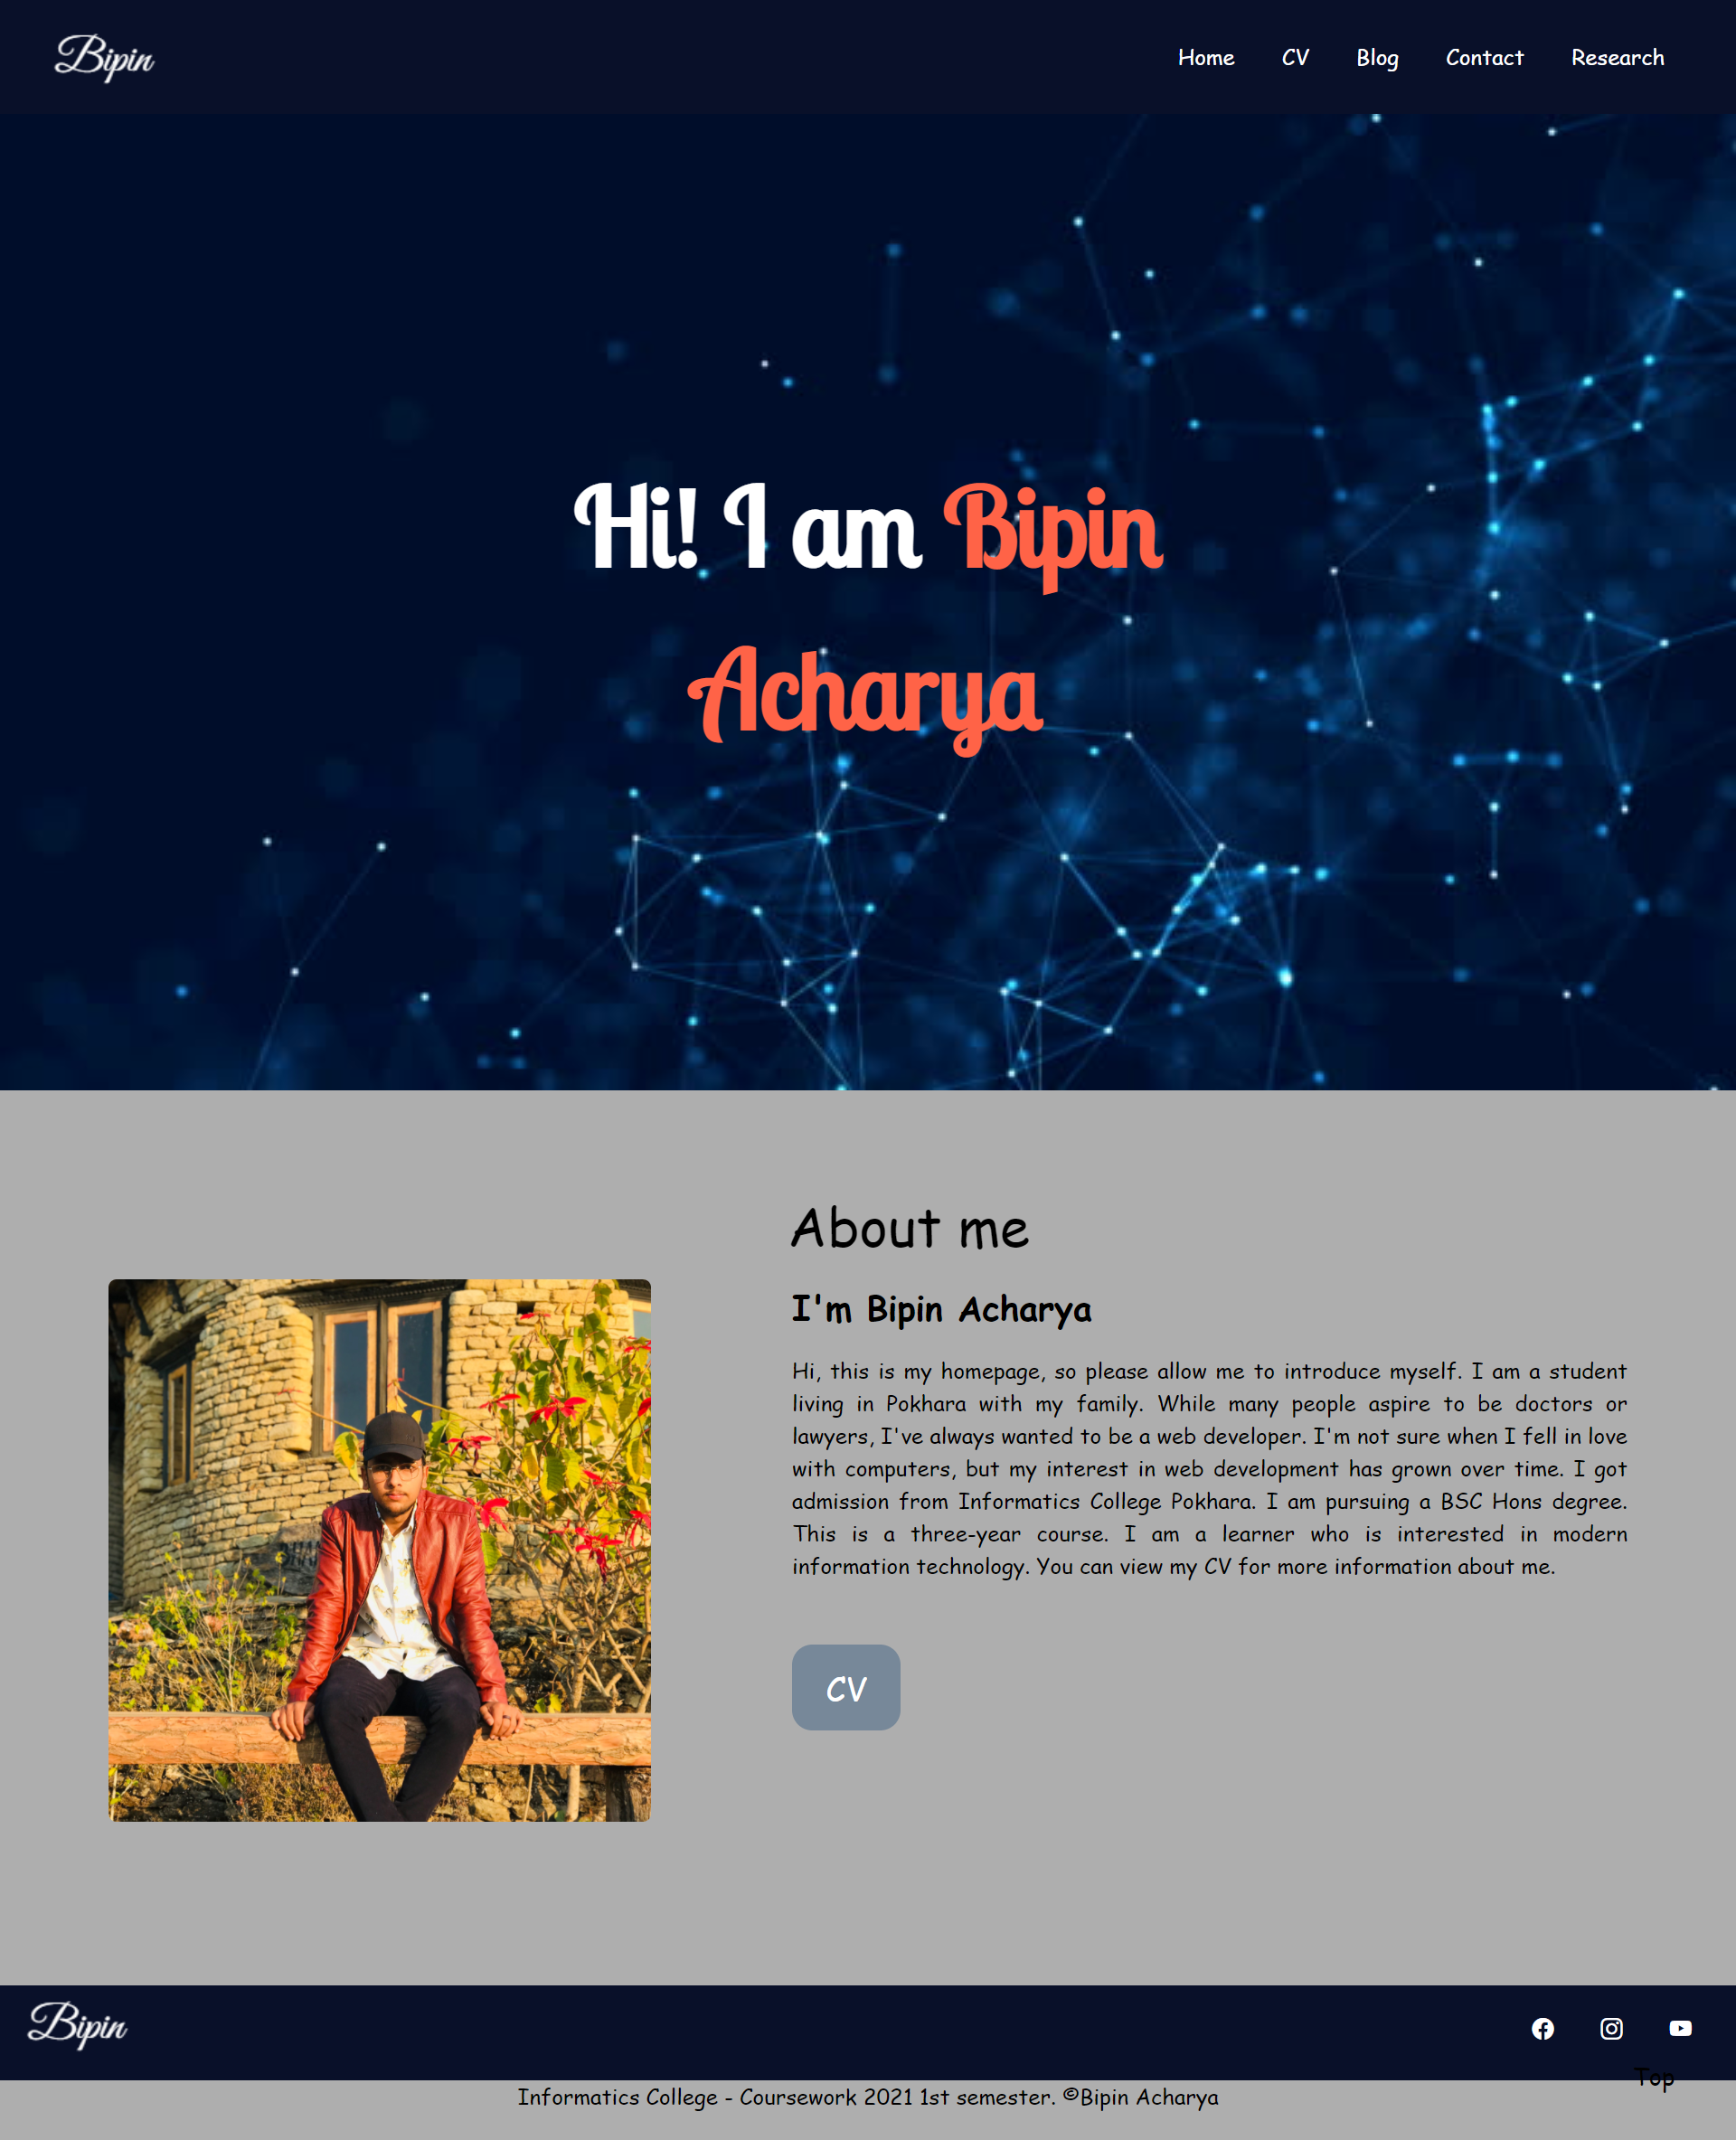 Bipin
Home CV Blog Contact Research
Hi! I am Bipin
Acharya
About me
I'm Bipin Acharya
Hi, this is my homepage, so please allow me to introduce myself. I am a student
living in Pokhara with my family. While many people aspire to be doctors or
lawyers, I've always wanted to be a web developer. I'm not sure when I fell in love
with computers, but my interest in web development has grown over time. I got
admission from Informatics College Pokhara. I am pursuing a BSC Hons degree.
This is a three-year course. I am a learner who is interested in modern
information technology. You can view my CV for more information about me.
CV
Bipin
Top
Informatics College - Coursework 2021 1st semester. ©Bipin Acharya